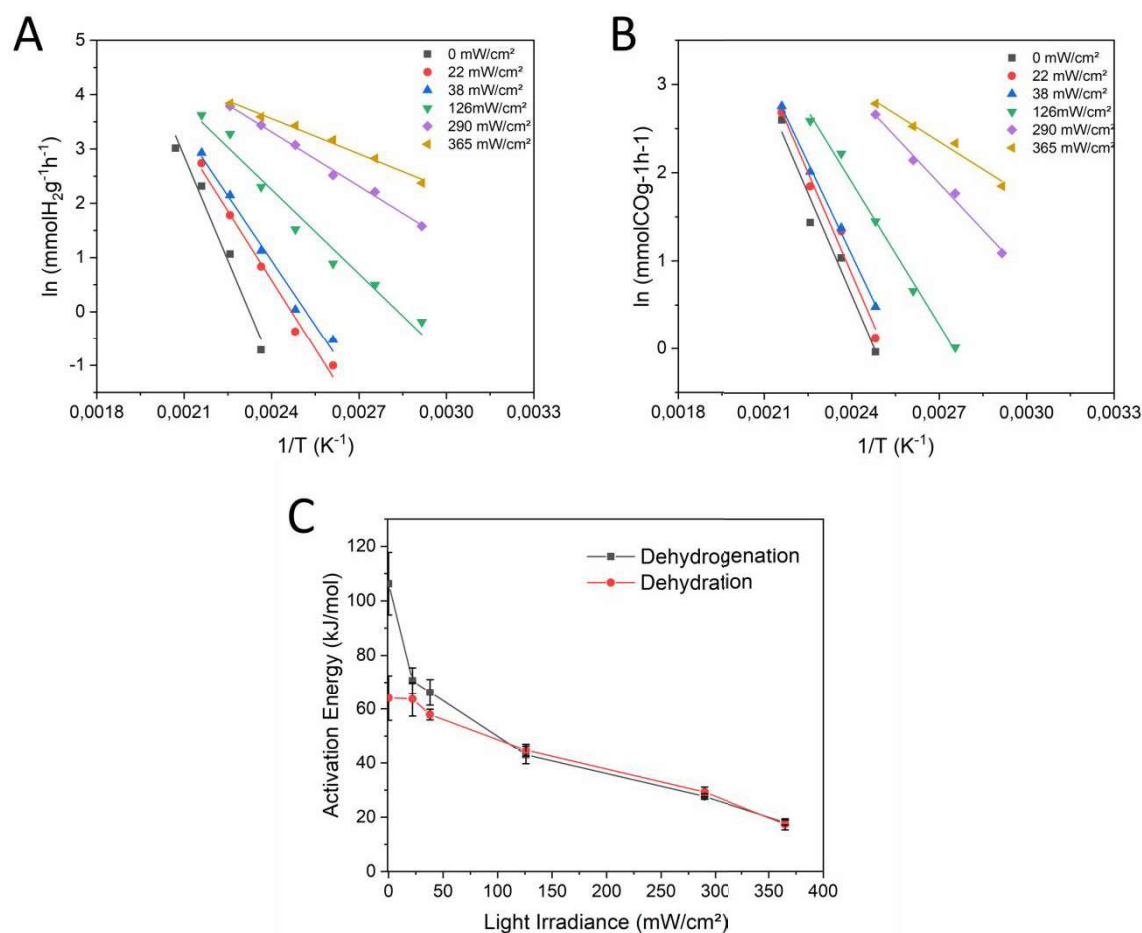 A
5
4
3
2
1
0
-1
0,0018
0,0021
0,0024
0,0027
0,0030
0,0033
ln (mmolH₂g⁻¹h⁻¹)
1/T (K⁻¹)
0 mW/cm²
22 mW/cm²
38 mW/cm²
126mW/cm²
290 mW/cm²
365 mW/cm²
B
3
2
1
0
0,0018
0,0021
0,0024
0,0027
0,0030
0,0033
ln (mmolCOg-1h-1)
1/T (K⁻¹)
0 mW/cm²
22 mW/cm²
38 mW/cm²
126mW/cm²
290 mW/cm²
365 mW/cm²
C
120
100
80
60
40
20
0
0
50
100
150
200
250
300
350
400
Activation Energy (kJ/mol)
Light Irradiance (mW/cm²)
Dehydrogenation
Dehydration